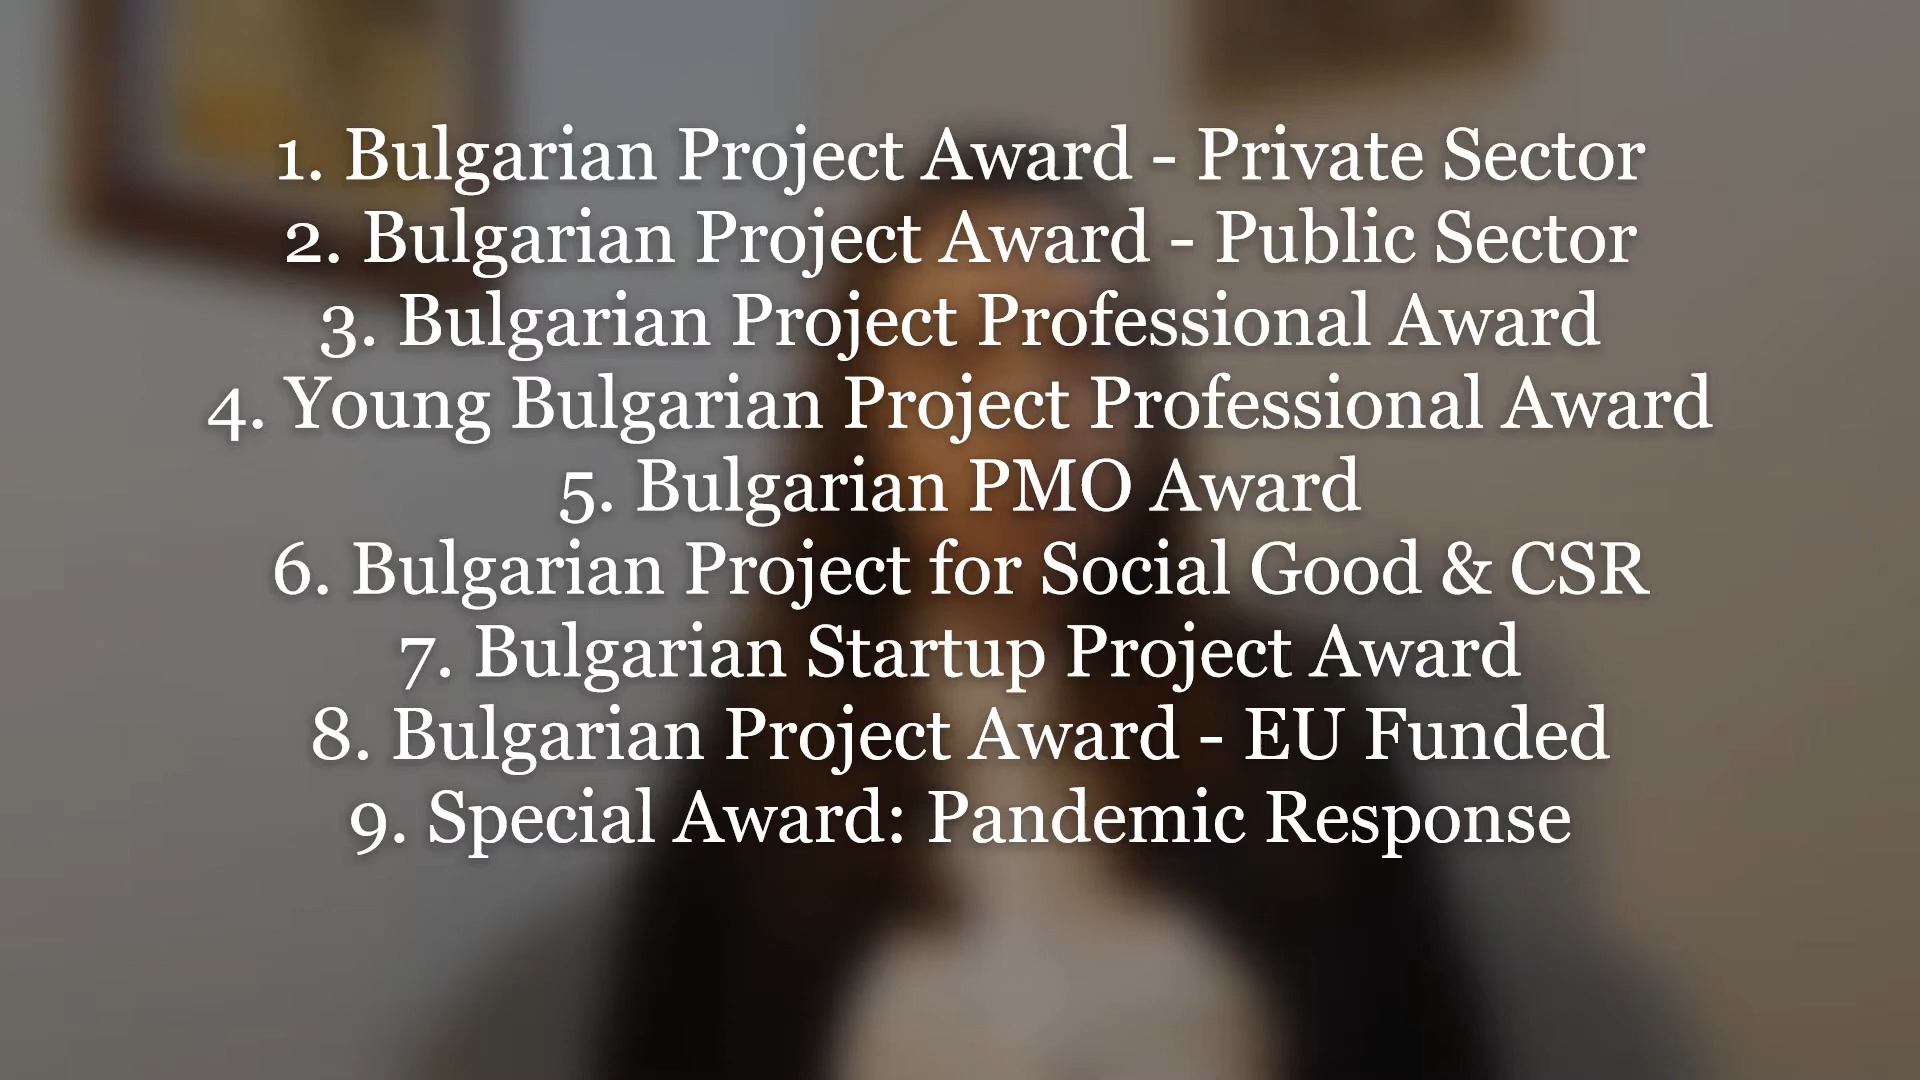 1. Bulgarian Project Award - Private Sector
2. Bulgarian Project Award - Public Sector
3. Bulgarian Project Professional Award
4. Young Bulgarian Project Professional Award
5. Bulgarian PMO Award
6. Bulgarian Project for Social Good & CSR
7. Bulgarian Startup Project Award
8. Bulgarian Project Award - EU Funded
9. Special Award: Pandemic Response